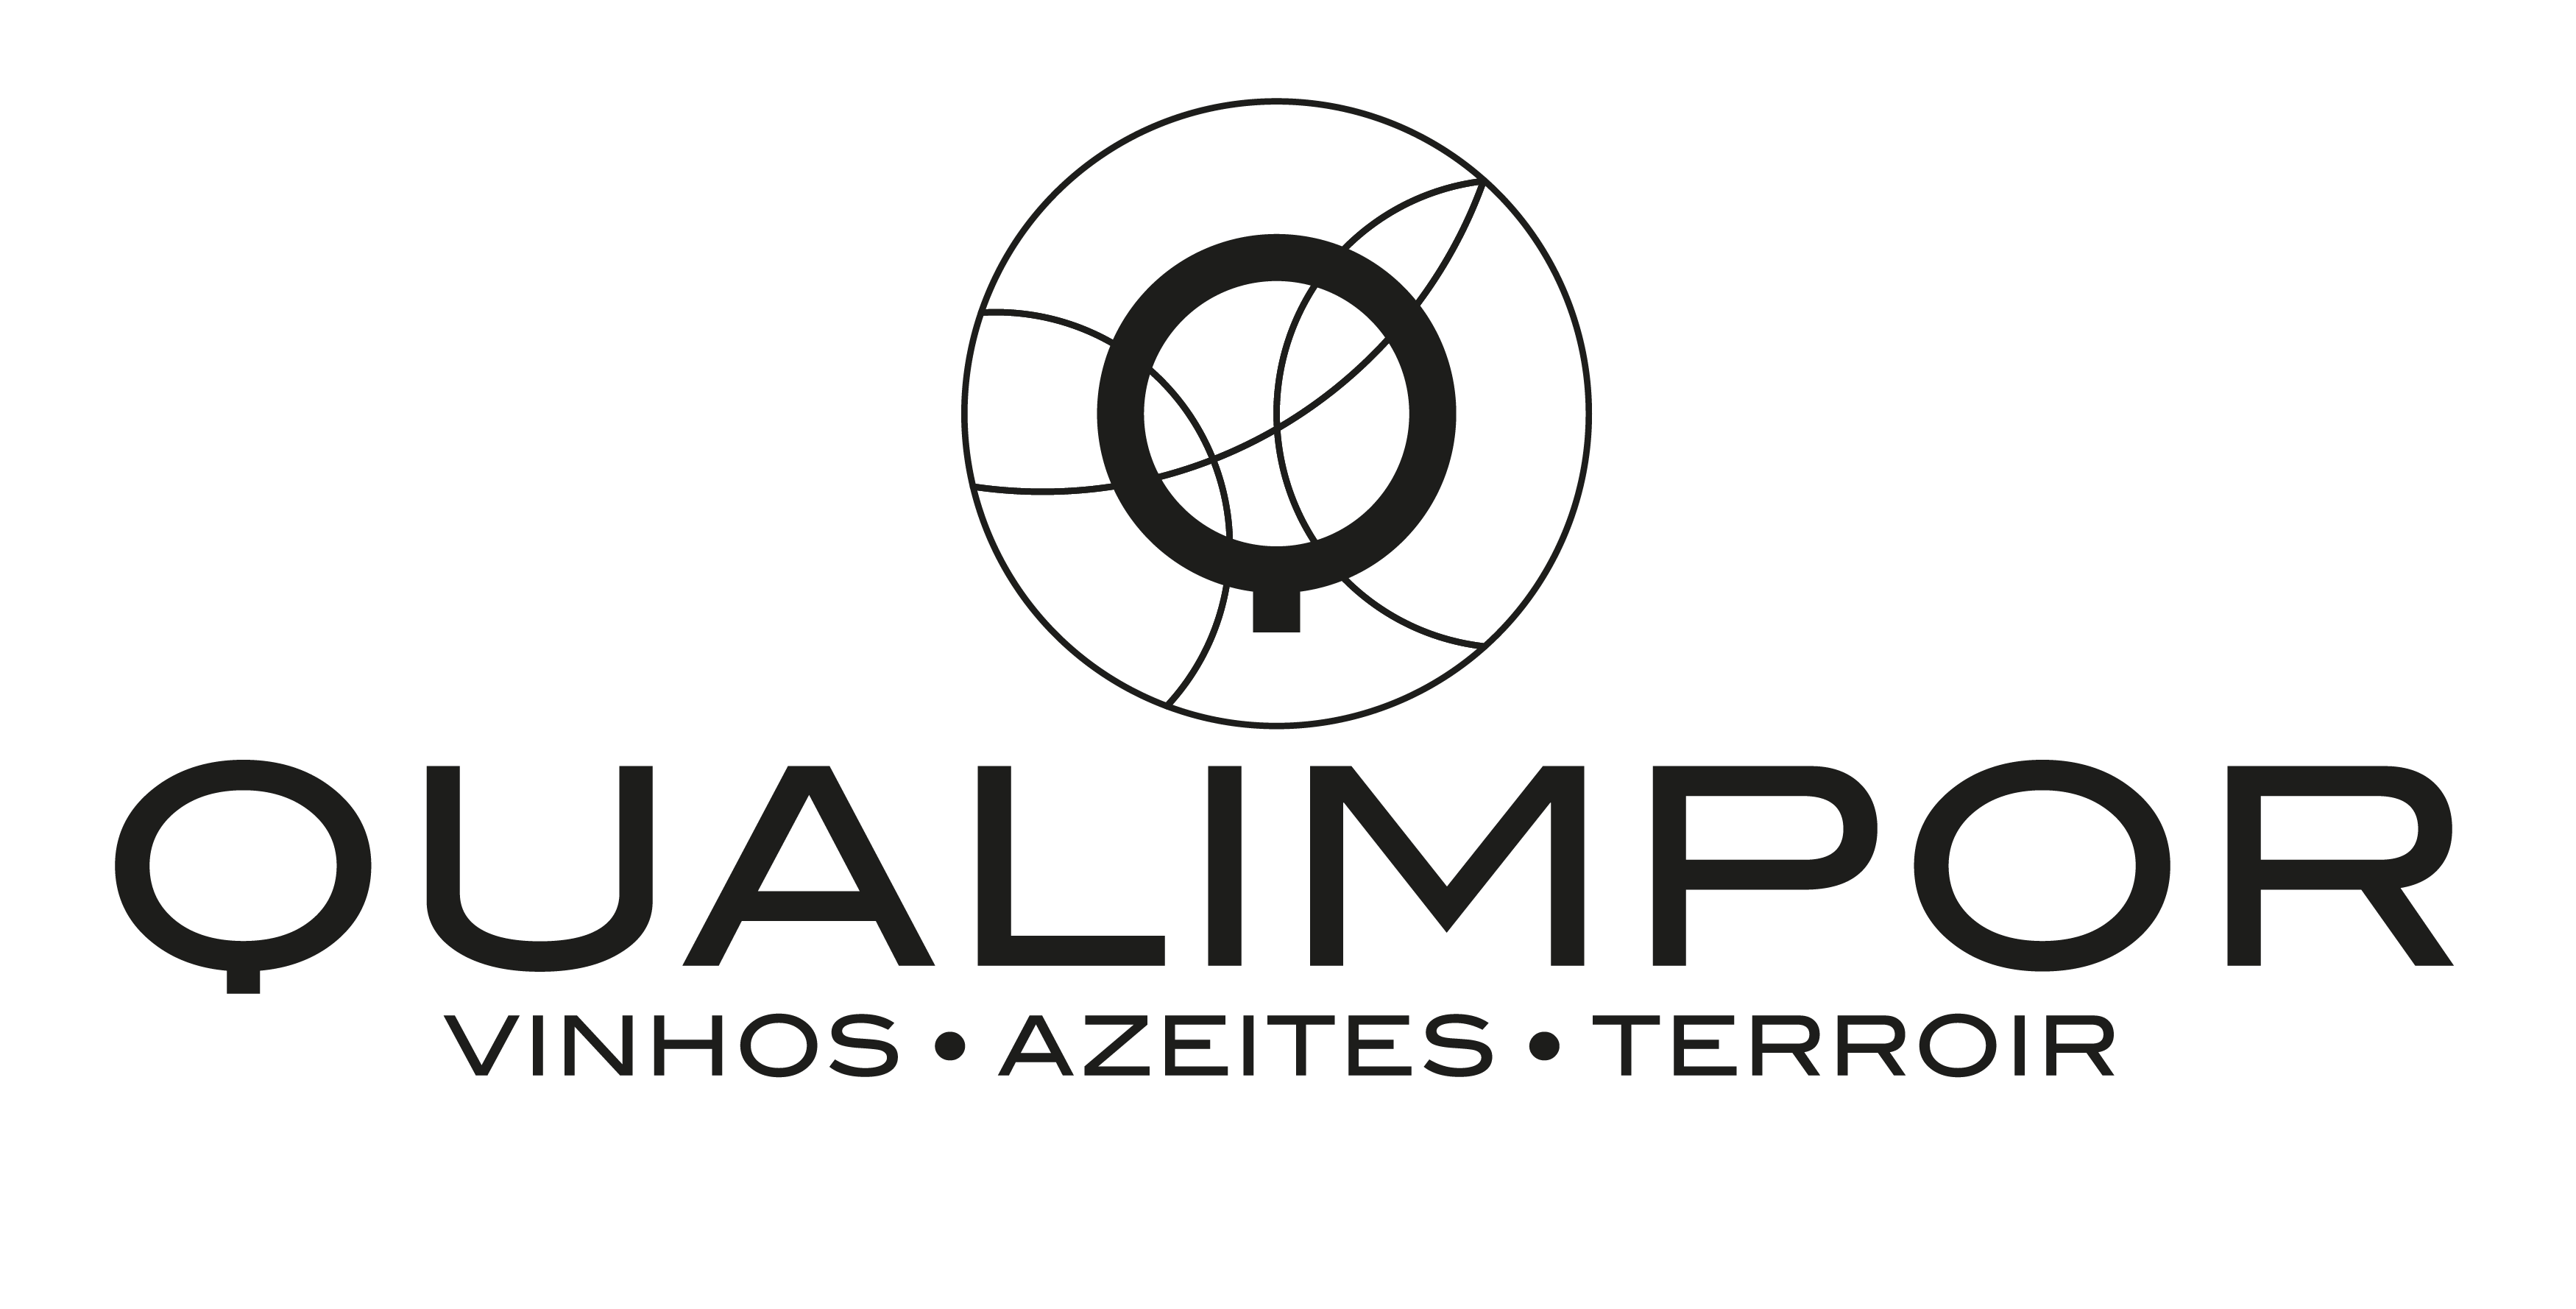 QUALIMPOR
VINHOS • AZEITES • TERROIR